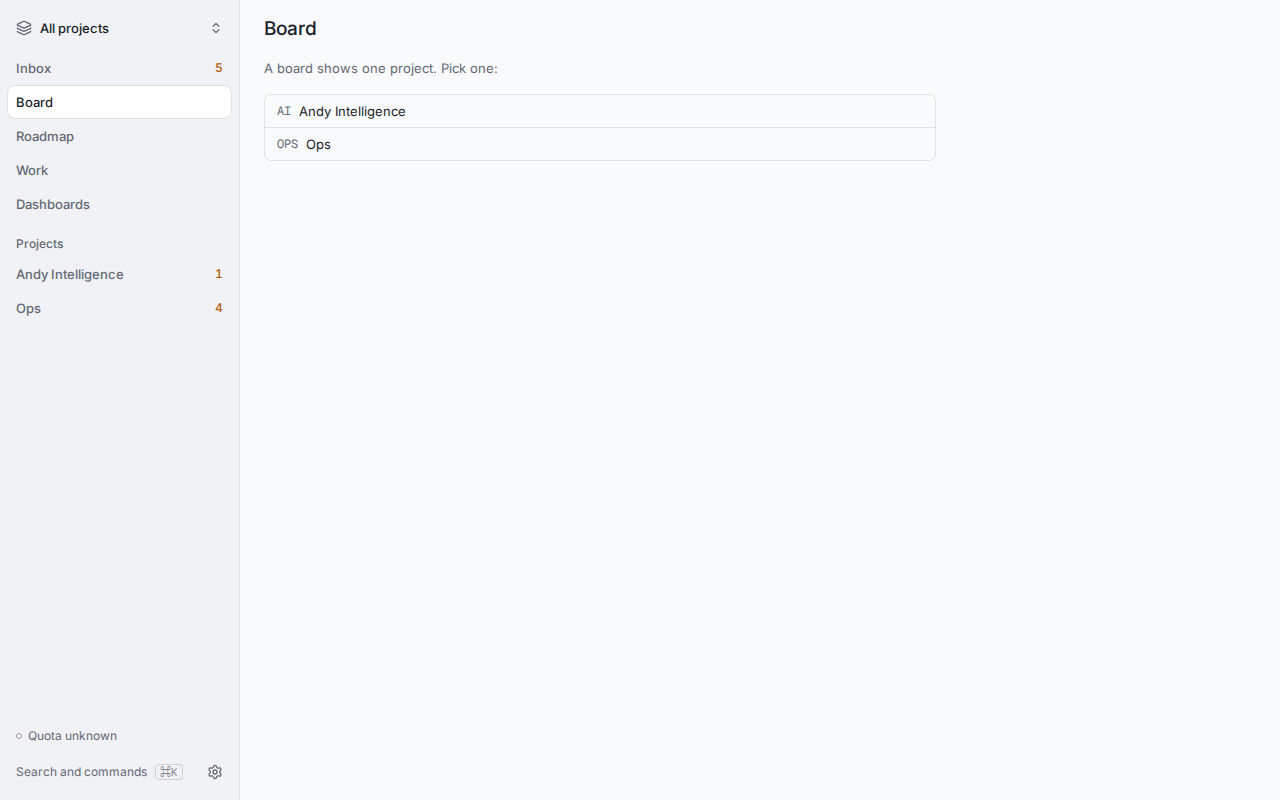 All projects
Inbox 5
Board
Roadmap
Work
Dashboards
Projects
Andy Intelligence 1
Ops 4
Quota unknown
Search and commands ⌘K
Board
A board shows one project. Pick one:
AI Andy Intelligence
OPS Ops